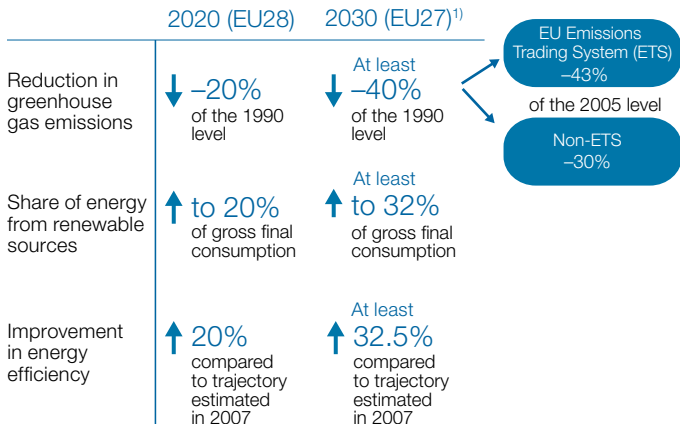 2020 (EU28)
2030 (EU27)1)
Reduction in
greenhouse
gas emissions
–20%
of the 1990
level
At least
–40%
of the 1990
level
EU Emissions
Trading System (ETS)
–43%
of the 2005 level
Non-ETS
–30%
Share of energy
from renewable
sources
to 20%
of gross final
consumption
At least
to 32%
of gross final
consumption
Improvement
in energy
efficiency
20%
compared
to trajectory
estimated
in 2007
At least
32.5%
compared
to trajectory
estimated
in 2007